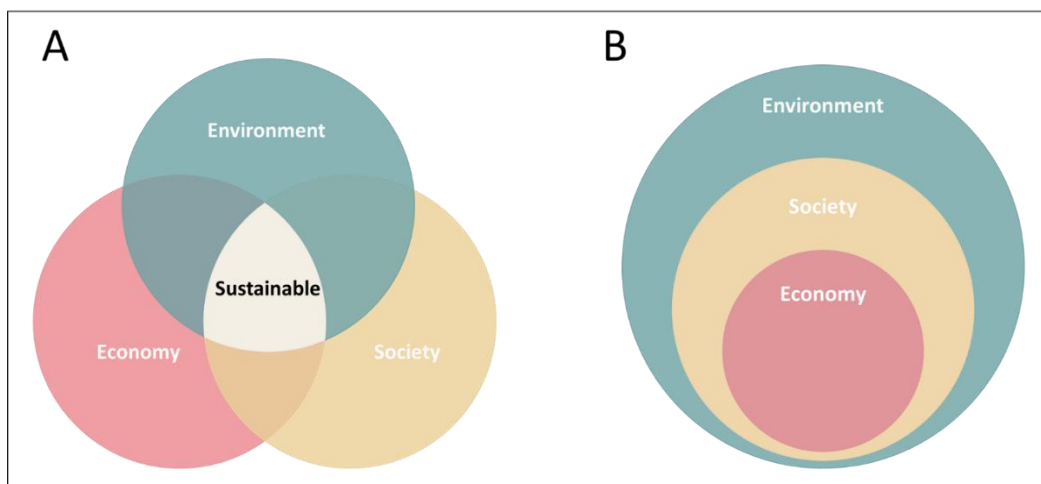 A
Environment
Sustainable
Economy
Society
B
Environment
Society
Economy